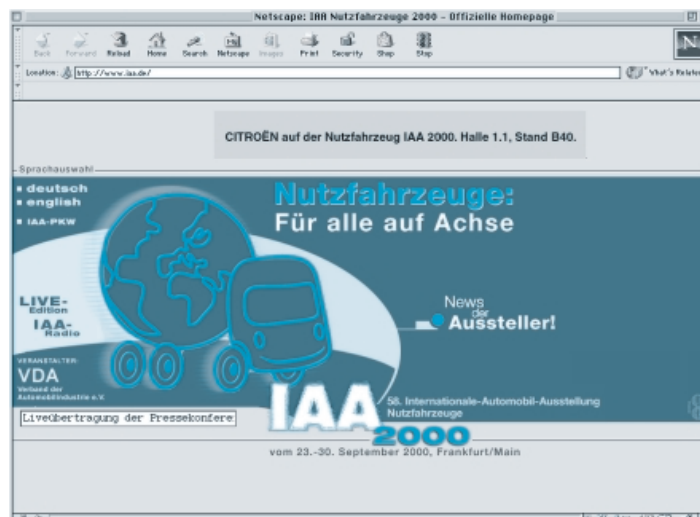 Netscape: IAA Nutzfahrzeuge 2000 - Offizielle Homepage
Back Forward Reload Home Search Netscape Images Print Security Shop Stop
N
Location: http://www.iaa.de/ What's Related
CITROËN auf der Nutzfahrzeug IAA 2000. Halle 1.1, Stand B40.
Sprachauswahl
deutsch
english
IAA-PKW
Nutzfahrzeuge:
Für alle auf Achse
LIVE-
Edition
IAA-
Radio
News
der
Aussteller!
VERANSTALTER:
VDA
Verband der
Automobilindustrie e.V.
Liveübertragung der Pressekonfere
IAA
2000
58. Internationale-Automobil-Ausstellung
Nutzfahrzeuge
vom 23.-30. September 2000, Frankfurt/Main